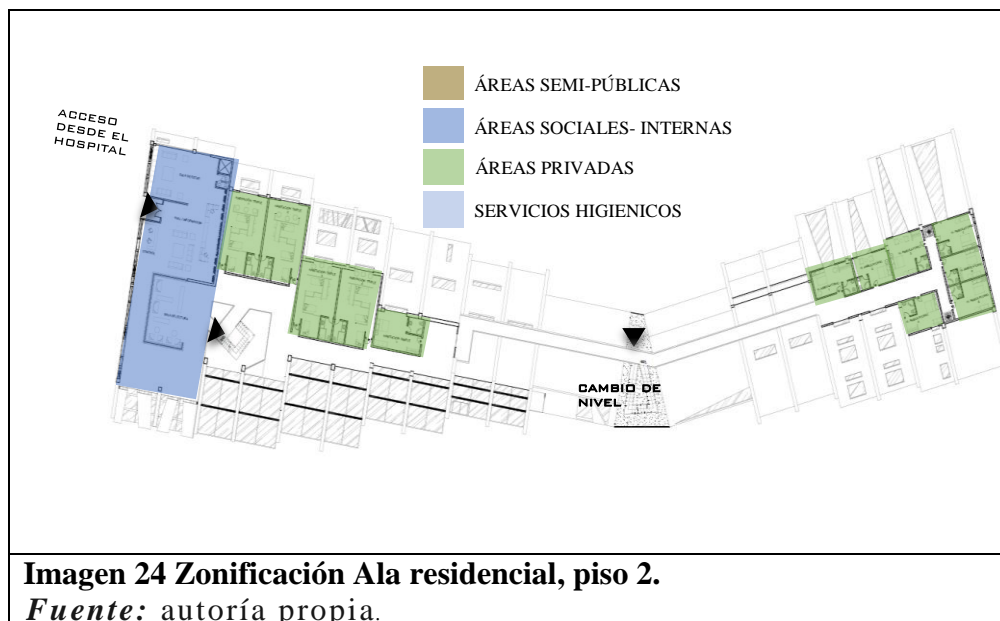 ÁREAS SEMI-PÚBLICAS
ÁREAS SOCIALES- INTERNAS
ÁREAS PRIVADAS
SERVICIOS HIGIENICOS
ACCESO
DESDE EL
HOSPITAL
CAMBIO DE
NIVEL
Imagen 24 Zonificación Ala residencial, piso 2.
Fuente: autoría propia.